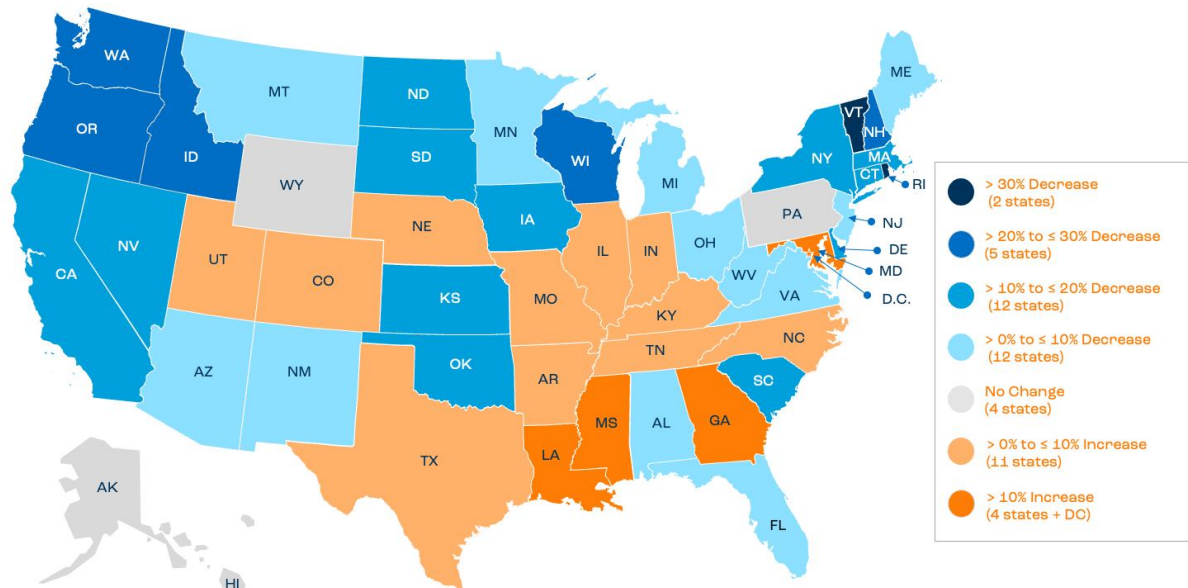 WA
OR
ID
MT
WY
ND
SD
MN
WI
MI
NY
VT
NH
ME
MA
CT
RI
CA
NV
UT
CO
NE
KS
IA
MO
IL
IN
OH
PA
NJ
DE
MD
D.C.
WV
VA
KY
TN
NC
SC
AZ
NM
OK
TX
AR
LA
MS
AL
GA
FL
AK
HI
> 30% Decrease
(2 states)
> 20% to ≤ 30% Decrease
(5 states)
> 10% to ≤ 20% Decrease
(12 states)
> 0% to ≤ 10% Decrease
(12 states)
No Change
(4 states)
> 0% to ≤ 10% Increase
(11 states)
> 10% Increase
(4 states + DC)